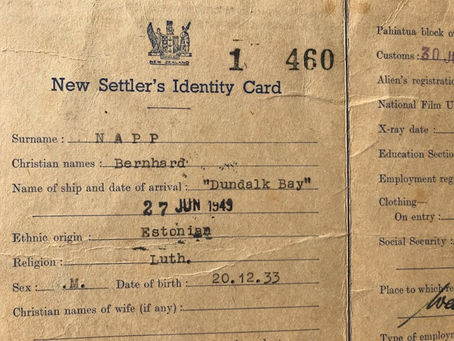 NEW ZEALAND
1 460
New Settler's Identity Card
Surname : NAPP
Christian names : Bernhard
Name of ship and date of arrival : "Dundalk Bay"
27 JUN 1949
Ethnic origin : Estonian
Religion : Luth.
Sex : .M. Date of birth : 20.12.33
Christian names of wife (if any) :
Pahiatua block
Customs : 30
Alien's registration
National Film U
X-ray date :
Education Section
Employment reg
Clothing—
On entry :
Social Security :
Place to which
Type of employ